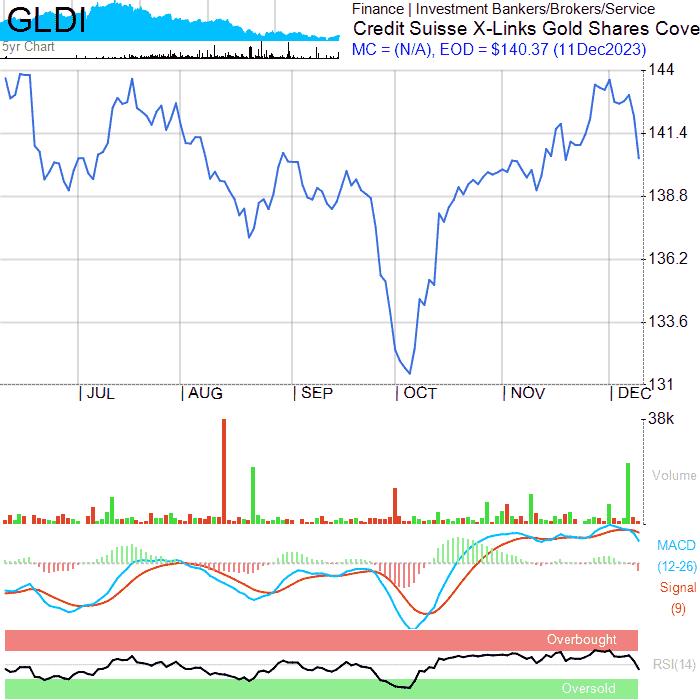 GLDI
5yr Chart
Finance | Investment Bankers/Brokers/Service
Credit Suisse X-Links Gold Shares Cove
MC = (N/A), EOD = $140.37 (11Dec2023)
144
141.4
138.8
136.2
133.6
131
JUL AUG SEP OCT NOV DEC
38k
Volume
MACD
(12-26)
Signal
(9)
Overbought
RSI(14)
Oversold